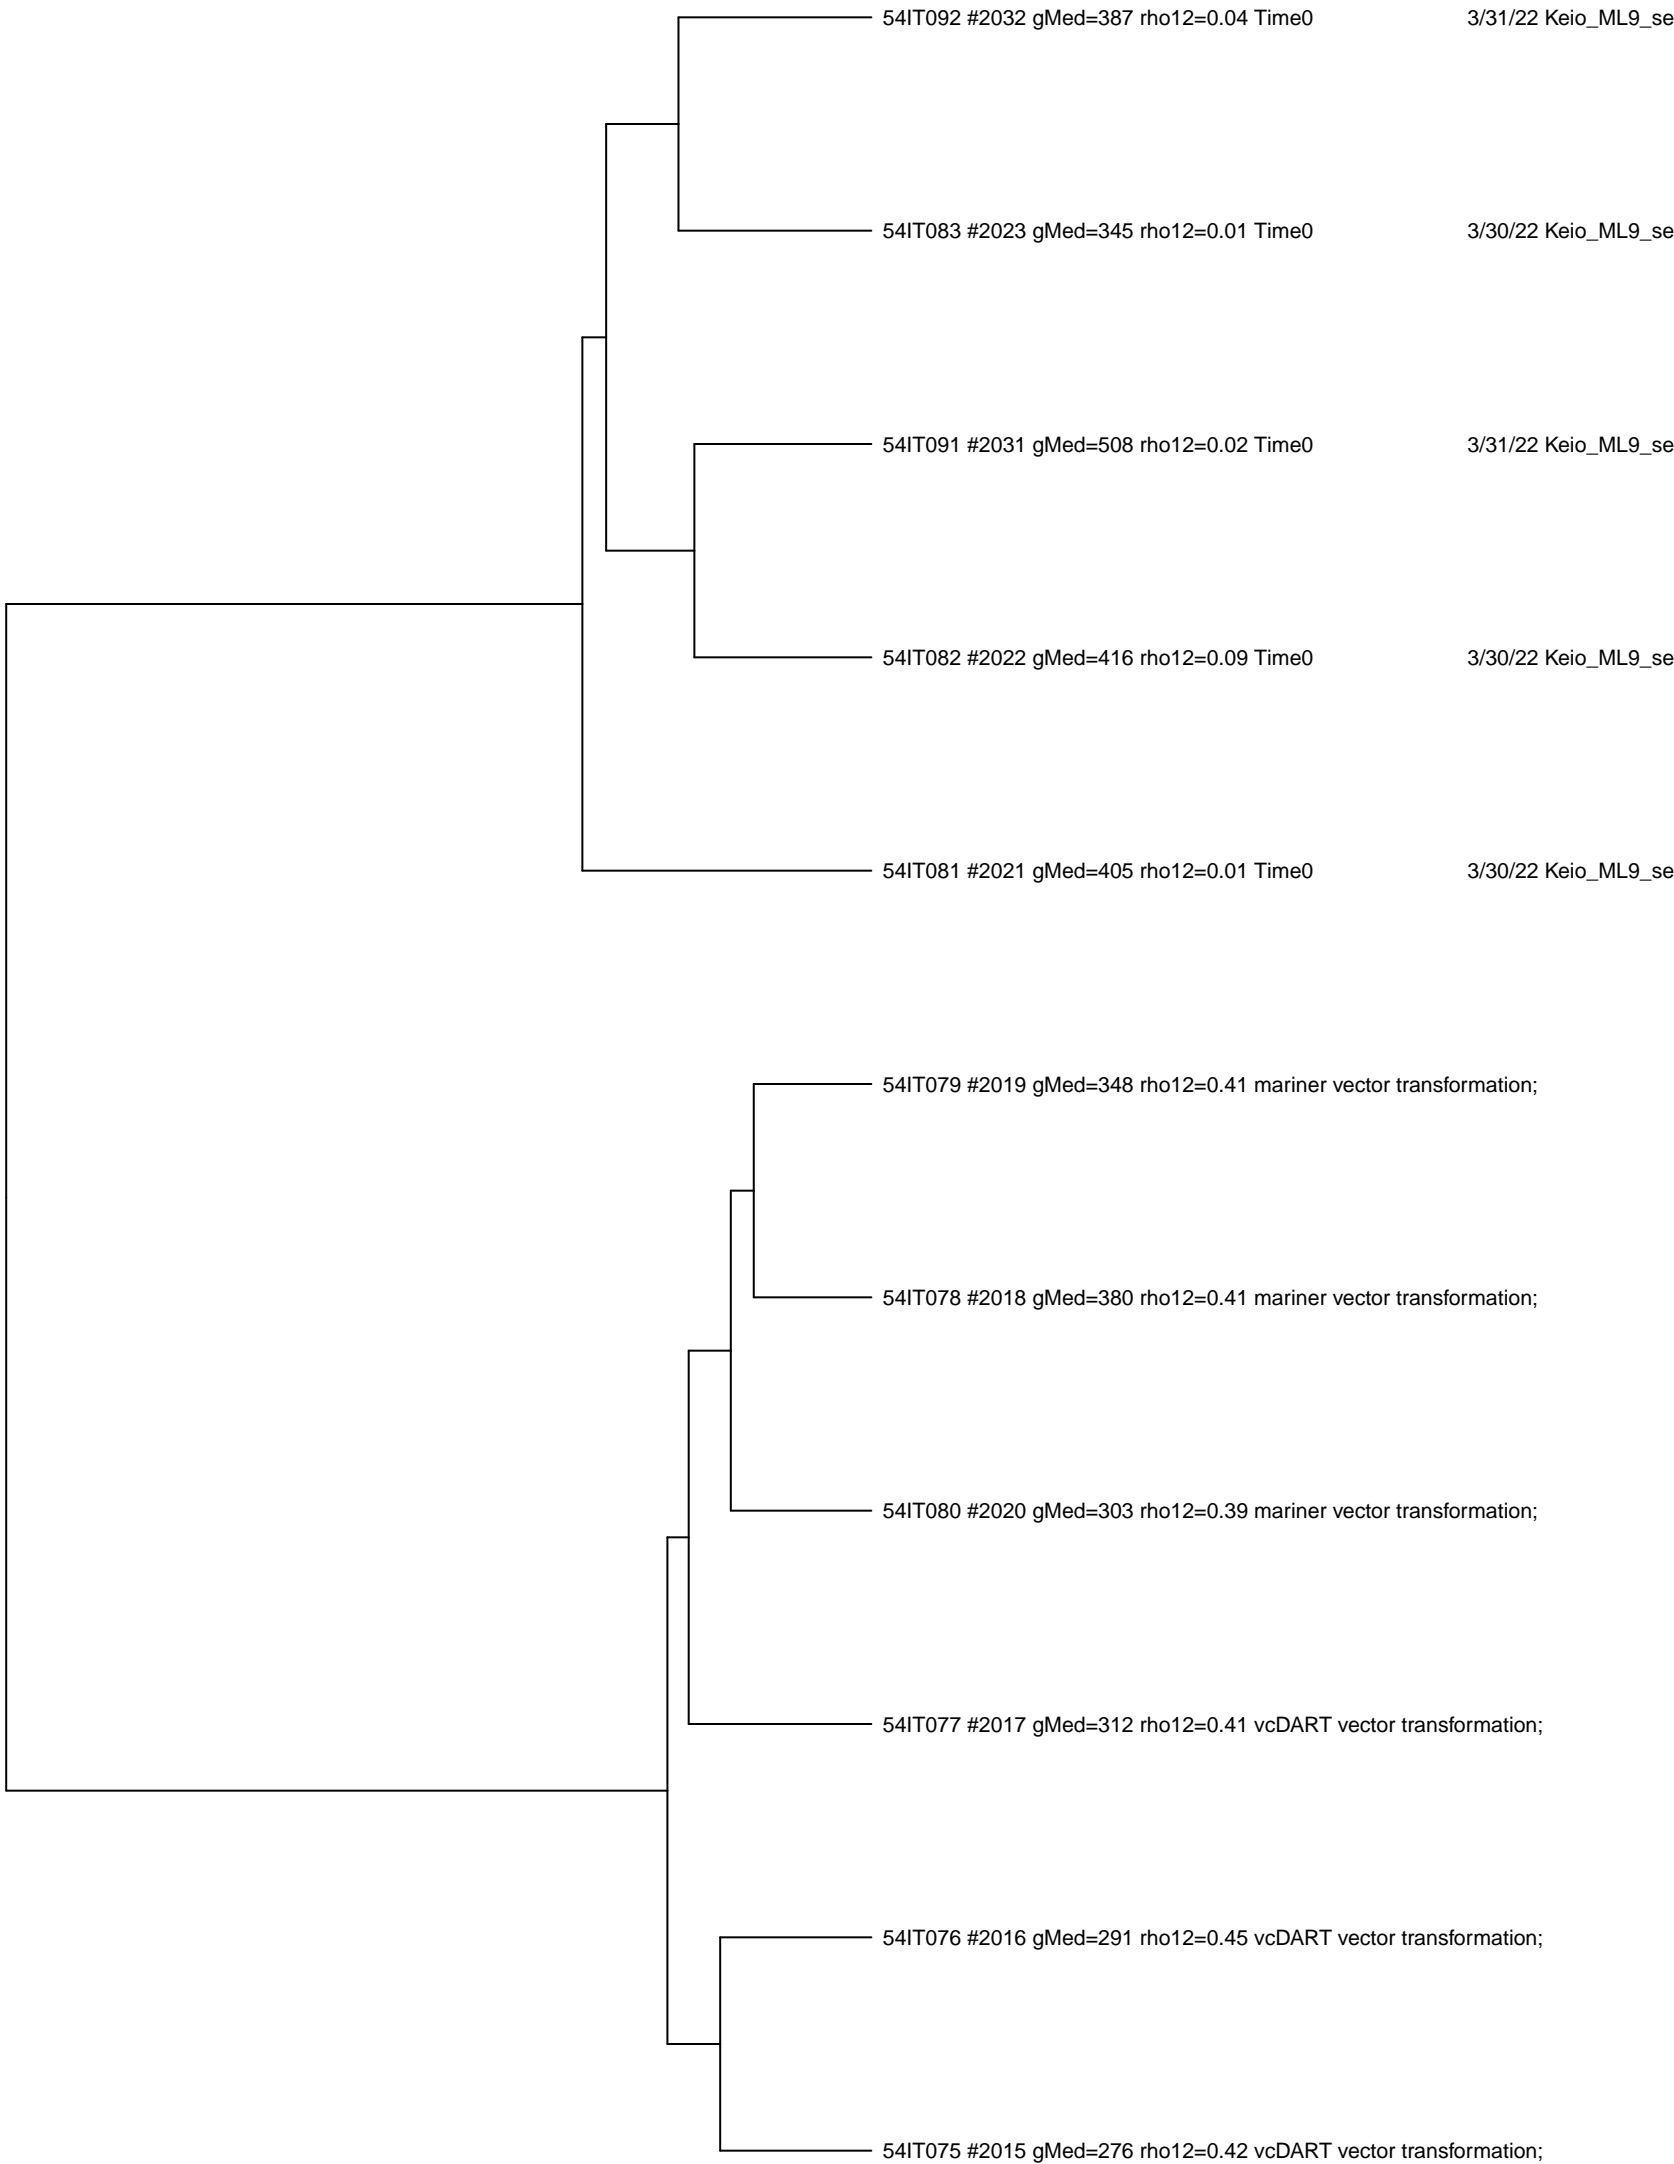 54IT092 #2032 gMed=387 rho12=0.04 Time0 3/31/22 Keio_ML9_se
54IT083 #2023 gMed=345 rho12=0.01 Time0 3/30/22 Keio_ML9_se
54IT091 #2031 gMed=508 rho12=0.02 Time0 3/31/22 Keio_ML9_se
54IT082 #2022 gMed=416 rho12=0.09 Time0 3/30/22 Keio_ML9_se
54IT081 #2021 gMed=405 rho12=0.01 Time0 3/30/22 Keio_ML9_se
54IT079 #2019 gMed=348 rho12=0.41 mariner vector transformation;
54IT078 #2018 gMed=380 rho12=0.41 mariner vector transformation;
54IT080 #2020 gMed=303 rho12=0.39 mariner vector transformation;
54IT077 #2017 gMed=312 rho12=0.41 vcDART vector transformation;
54IT076 #2016 gMed=291 rho12=0.45 vcDART vector transformation;
54IT075 #2015 gMed=276 rho12=0.42 vcDART vector transformation;